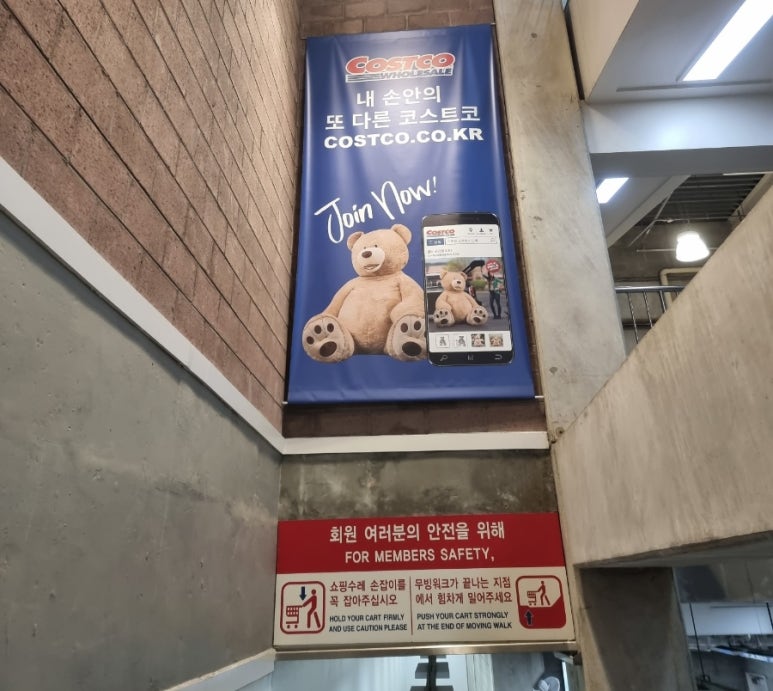 COSTCO
WHOLESALE
내 손안의
또 다른 코스트코
COSTCO.CO.KR
Join Now!
COSTCO
회원 여러분의 안전을 위해
FOR MEMBERS SAFETY,
쇼핑수레 손잡이를
꼭 잡아주십시오
HOLD YOUR CART FIRMLY
AND USE CAUTION PLEASE
무빙워크가 끝나는 지점
에서 힘차게 밀어주세요
PUSH YOUR CART STRONGLY
AT THE END OF MOVING WALK